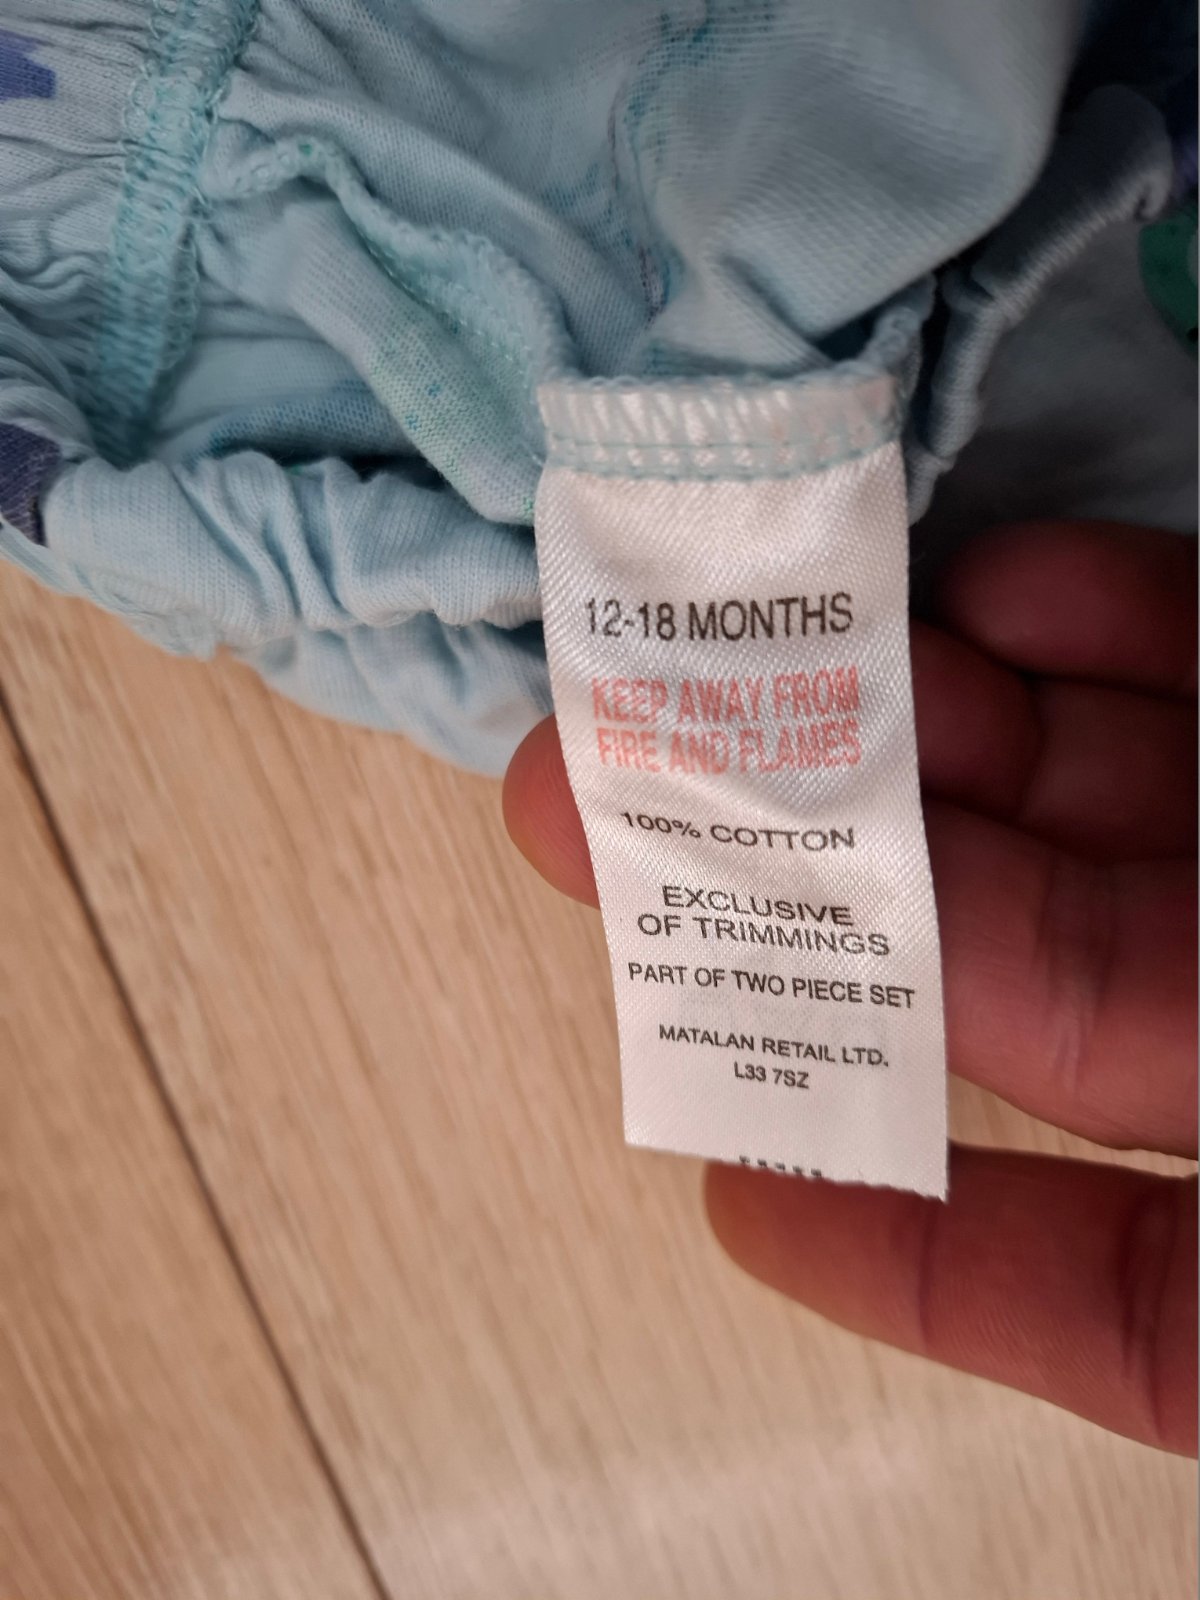 12-18 MONTHS
KEEP AWAY FROM
FIRE AND FLAMES
100% COTTON
EXCLUSIVE
OF TRIMMINGS
PART OF TWO PIECE SET
MATALAN RETAIL LTD.
L33 7SZ